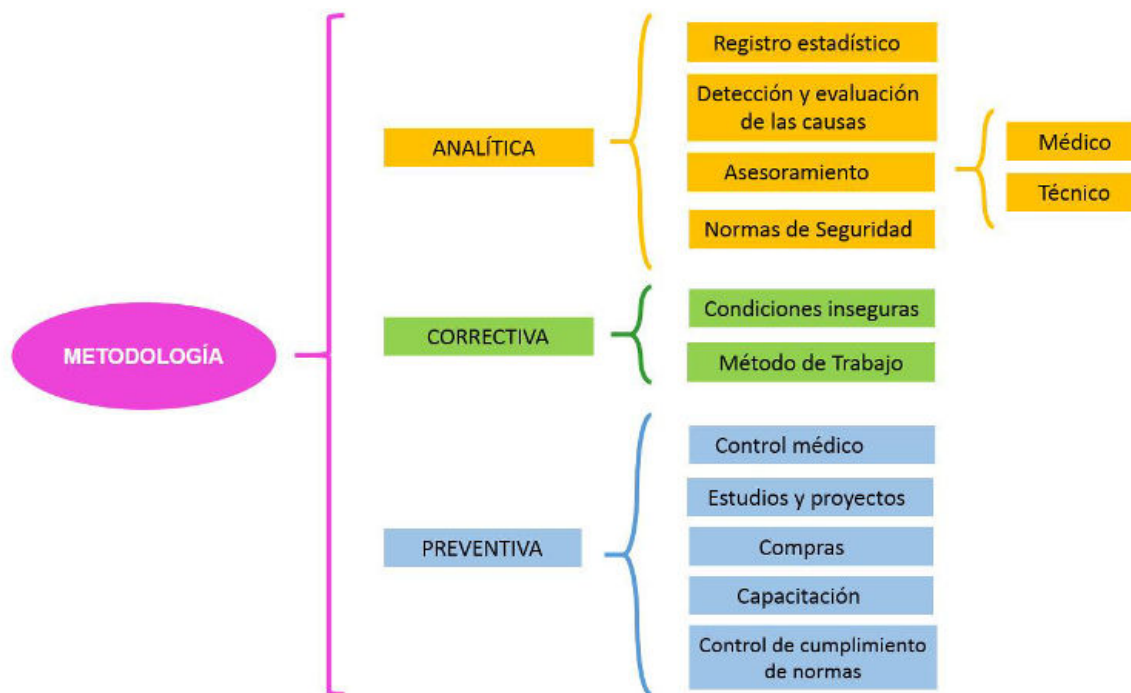 METODOLOGÍA
ANALÍTICA
Registro estadístico
Detección y evaluación
de las causas
Asesoramiento
Médico
Técnico
Normas de Seguridad
CORRECTIVA
Condiciones inseguras
Método de Trabajo
PREVENTIVA
Control médico
Estudios y proyectos
Compras
Capacitación
Control de cumplimiento
de normas